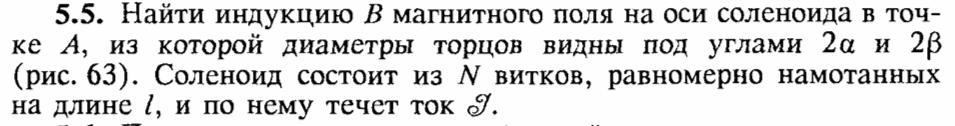 5.5. Найти индукцию B магнитного поля на оси соленоида в точ-
ке A, из которой диаметры торцов видны под углами 2α и 2β
(рис. 63). Соленоид состоит из N витков, равномерно намотанных
на длине l, и по нему течет ток 𝒥.